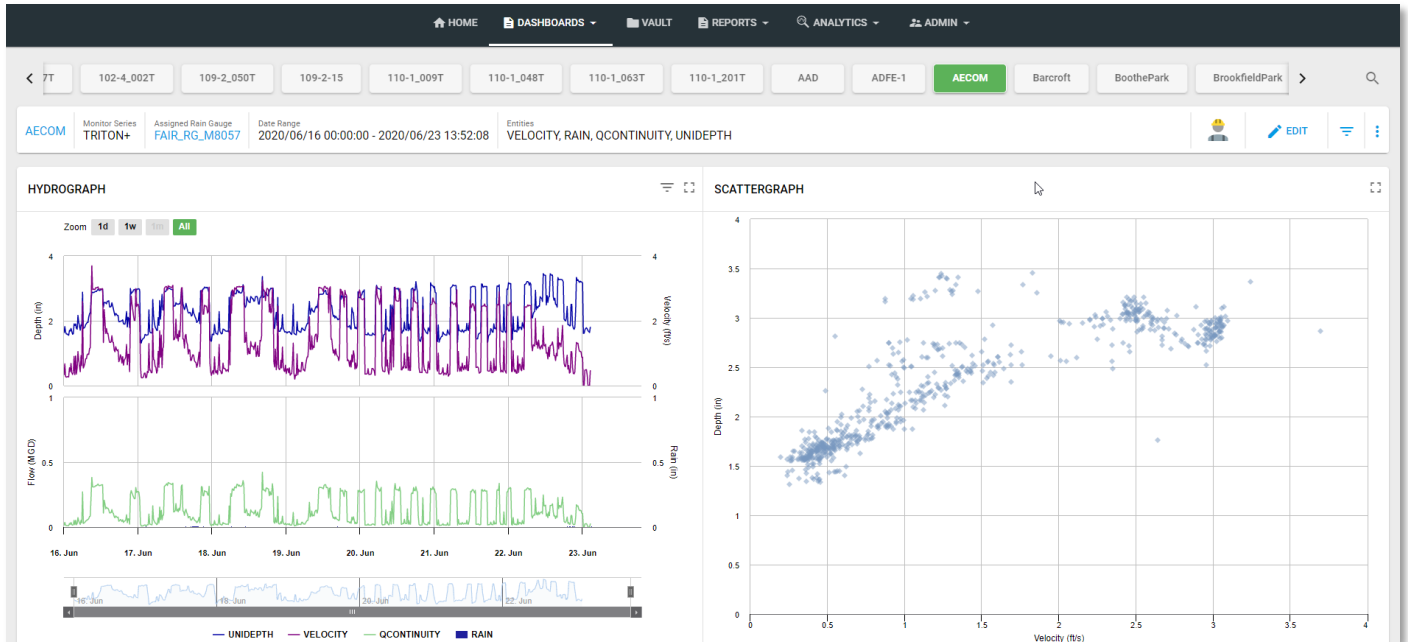 HOME DASHBOARDS VAULT REPORTS ANALYTICS ADMIN
7T 102-4_002T 109-2_050T 109-2-15 110-1_009T 110-1_048T 110-1_063T 110-1_201T AAD ADFE-1 AECOM Barcroft BoothePark BrookfieldPark
AECOM
Monitor Series
TRITON+
Assigned Rain Gauge
FAIR_RG_M8057
Date Range
2020/06/16 00:00:00 - 2020/06/23 13:52:08
Entities
VELOCITY, RAIN, QCONTINUITY, UNIDEPTH
EDIT
HYDROGRAPH
Zoom 1d 1w 1m All
4 4
Depth (in)
2 2
Velocity (ft/s)
0 0
1 1
Flow (MGD)
0.5 0.5
Rain (in)
0 0
16. Jun 17. Jun 18. Jun 19. Jun 20. Jun 21. Jun 22. Jun 23. Jun
16. Jun 18. Jun 20. Jun 22. Jun
UNIDEPTH VELOCITY QCONTINUITY RAIN
SCATTERGRAPH
4
3.5
3
2.5
Depth (in)
2
1.5
1
0.5
0
0 0.5 1 1.5 2 2.5 3 3.5 4
Velocity (ft/s)